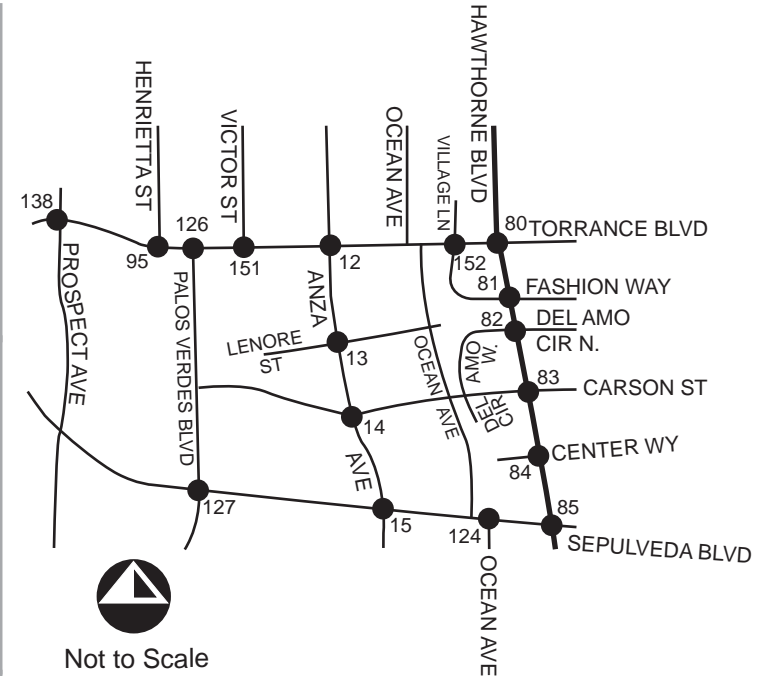 HAWTHORNE BLVD
HENRIETTA ST
VICTOR ST
OCEAN AVE
VILLAGE LN
138
126
80
TORRANCE BLVD
95
151
12
152
PROSPECT AVE
PALOS VERDES BLVD
ANZA
81
FASHION WAY
82
DEL AMO
CIR N.
LENORE
ST
13
OCEAN AVE
DEL AMO
CIR W.
83
CARSON ST
14
AVE
CENTER WY
84
127
15
124
85
SEPULVEDA BLVD
OCEAN AVE
Not to Scale